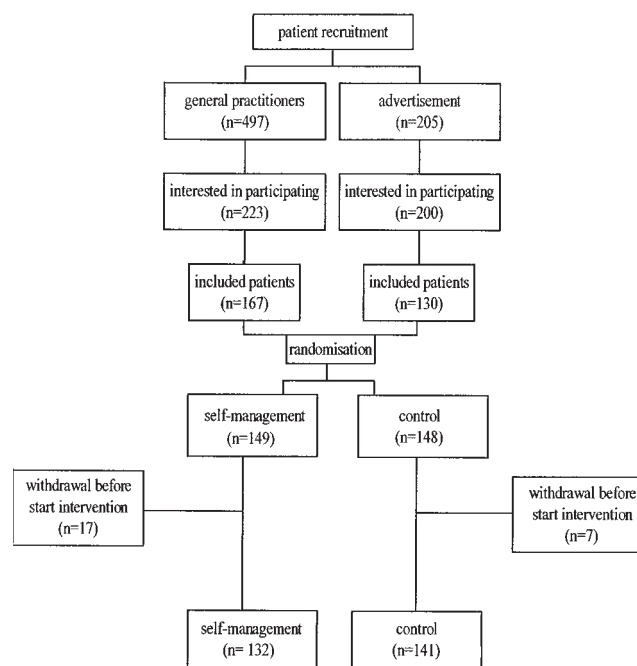 patient recruitment
general practitioners
(n=497)
advertisement
(n=205)
interested in participating
(n=223)
interested in participating
(n=200)
included patients
(n=167)
included patients
(n=130)
randomisation
self-management
(n=149)
control
(n=148)
withdrawal before
start intervention
(n=17)
withdrawal before
start intervention
(n=7)
self-management
(n= 132)
control
(n=141)